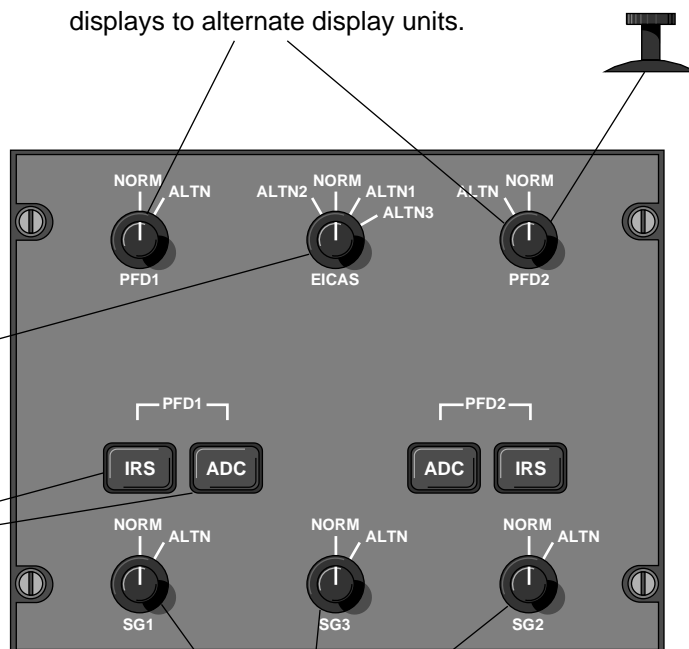 displays to alternate display units.
NORM NORM NORM
ALTN ALTN2 ALTN1 ALTN
ALTN3
PFD1 EICAS PFD2
PFD1 PFD2
IRS ADC ADC IRS
NORM NORM NORM
ALTN ALTN ALTN
SG1 SG3 SG2